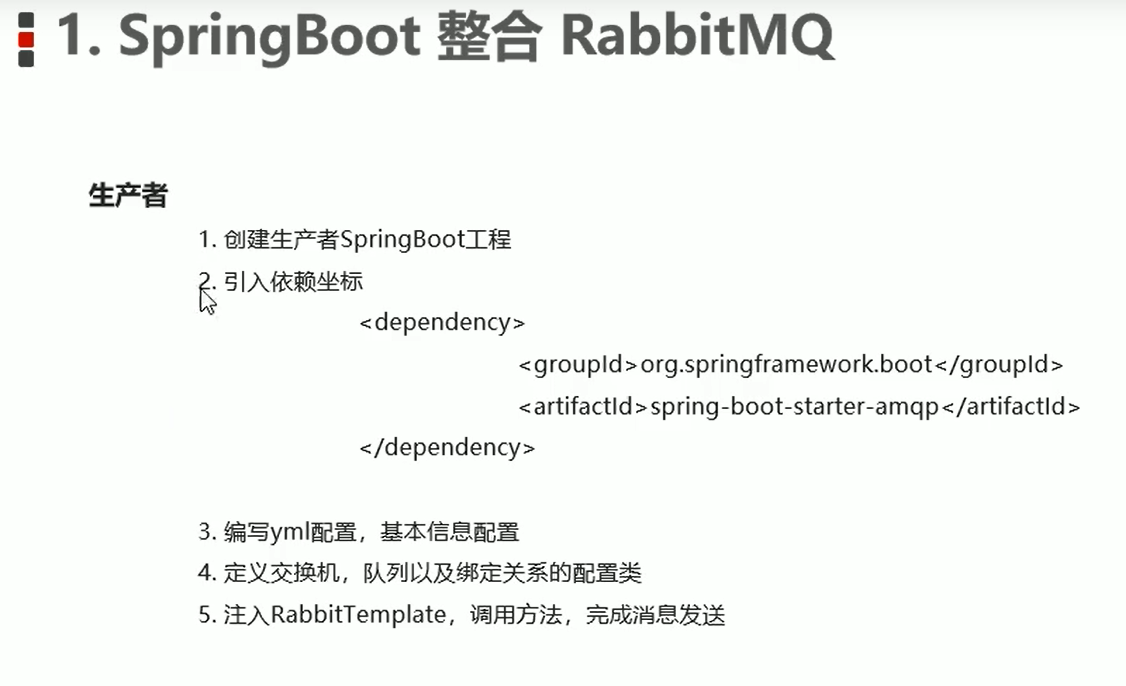 1. SpringBoot 整合 RabbitMQ
生产者
1. 创建生产者SpringBoot工程
2. 引入依赖坐标
<dependency>
<groupId>org.springframework.boot</groupId>
<artifactId>spring-boot-starter-amqp</artifactId>
</dependency>
3. 编写yml配置，基本信息配置
4. 定义交换机，队列以及绑定关系的配置类
5. 注入RabbitTemplate，调用方法，完成消息发送